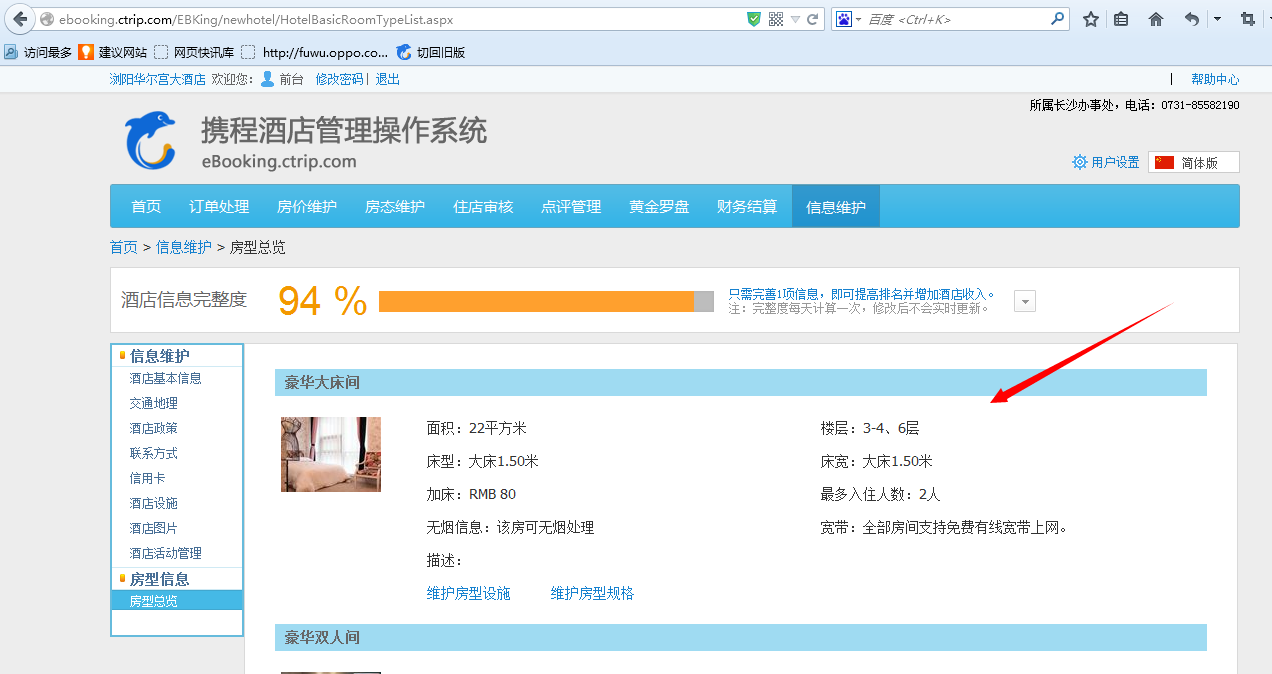 ebooking.ctrip.com/EBKing/newhotel/HotelBasicRoomTypeList.aspx
百度 <Ctrl+K>
访问最多 建议网站 网页快讯库 http://fuwu.oppo.co... 切回旧版
浏阳华尔宫大酒店 欢迎您： 前台 修改密码| 退出
| 帮助中心
所属长沙办事处，电话：0731-85582190
携程酒店管理操作系统
eBooking.ctrip.com
用户设置 简体版
首页 订单处理 房价维护 房态维护 住店审核 点评管理 黄金罗盘 财务结算 信息维护
首页 > 信息维护 > 房型总览
酒店信息完整度 94 %
只需完善1项信息，即可提高排名并增加酒店收入。
注：完整度每天计算一次，修改后不会实时更新。
信息维护
酒店基本信息
交通地理
酒店政策
联系方式
信用卡
酒店设施
酒店图片
酒店活动管理
房型信息
房型总览
豪华大床间
面积：22平方米 楼层：3-4、6层
床型：大床1.50米 床宽：大床1.50米
加床：RMB 80 最多入住人数：2人
无烟信息：该房可无烟处理 宽带：全部房间支持免费有线宽带上网。
描述：
维护房型设施 维护房型规格
豪华双人间